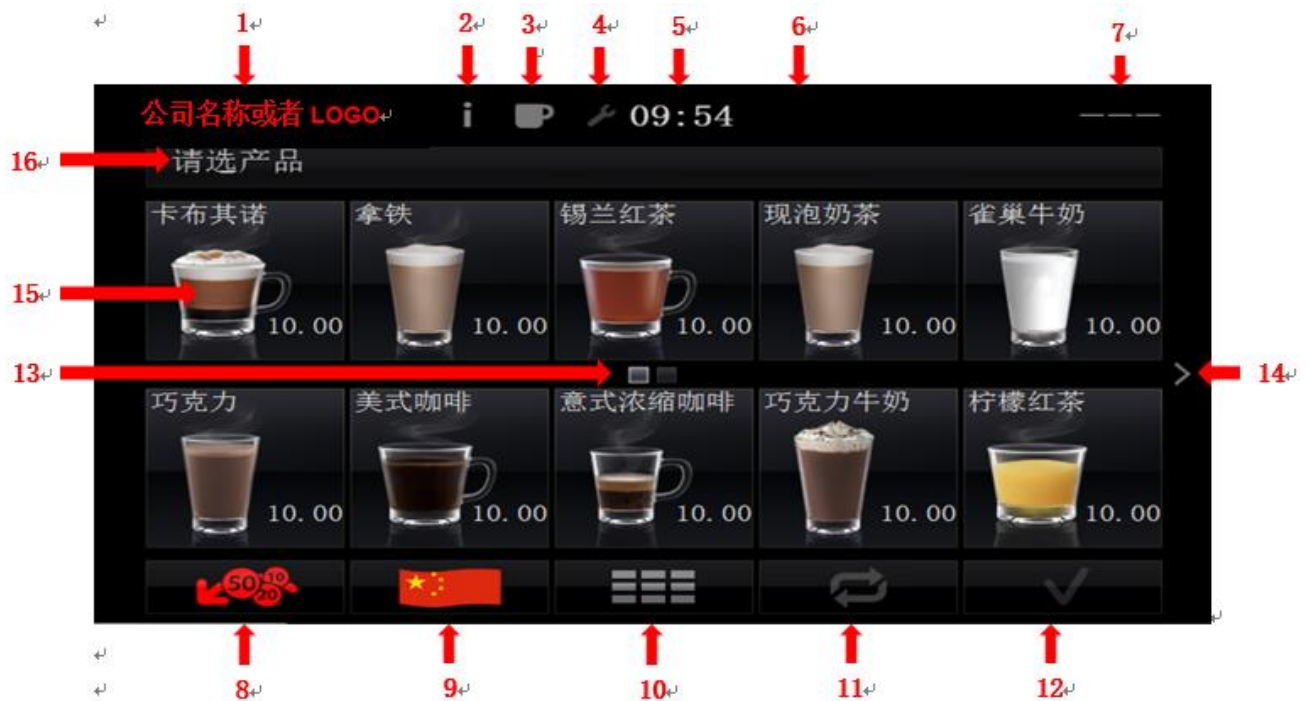 1 2 3 4 5 6 7
公司名称或者 LOGO 09:54 ———
16 请选产品
卡布其诺 拿铁 锡兰红茶 现泡奶茶 雀巢牛奶
15
10.00 10.00 10.00 10.00 10.00
13 14
巧克力 美式咖啡 意式浓缩咖啡 巧克力牛奶 柠檬红茶
10.00 10.00 10.00 10.00 10.00
50 10 20
8 9 10 11 12